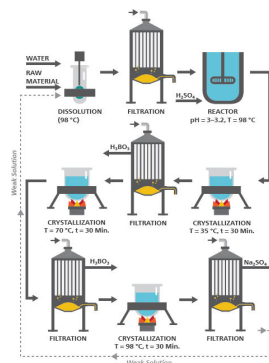 WATER
RAW
MATERIAL
DISSOLUTION
(98 °C)
FILTRATION
H₂SO₄
REACTOR
pH = 3–3.2, T = 98 °C
Weak Solution
H₃BO₃
CRYSTALLIZATION
T = 70 °C, t = 30 Min.
FILTRATION
CRYSTALLIZATION
T = 35 °C, t = 30 Min.
H₃BO₃
Na₂SO₄
FILTRATION
CRYSTALLIZATION
T = 98 °C, t = 30 Min.
FILTRATION
Weak Solution